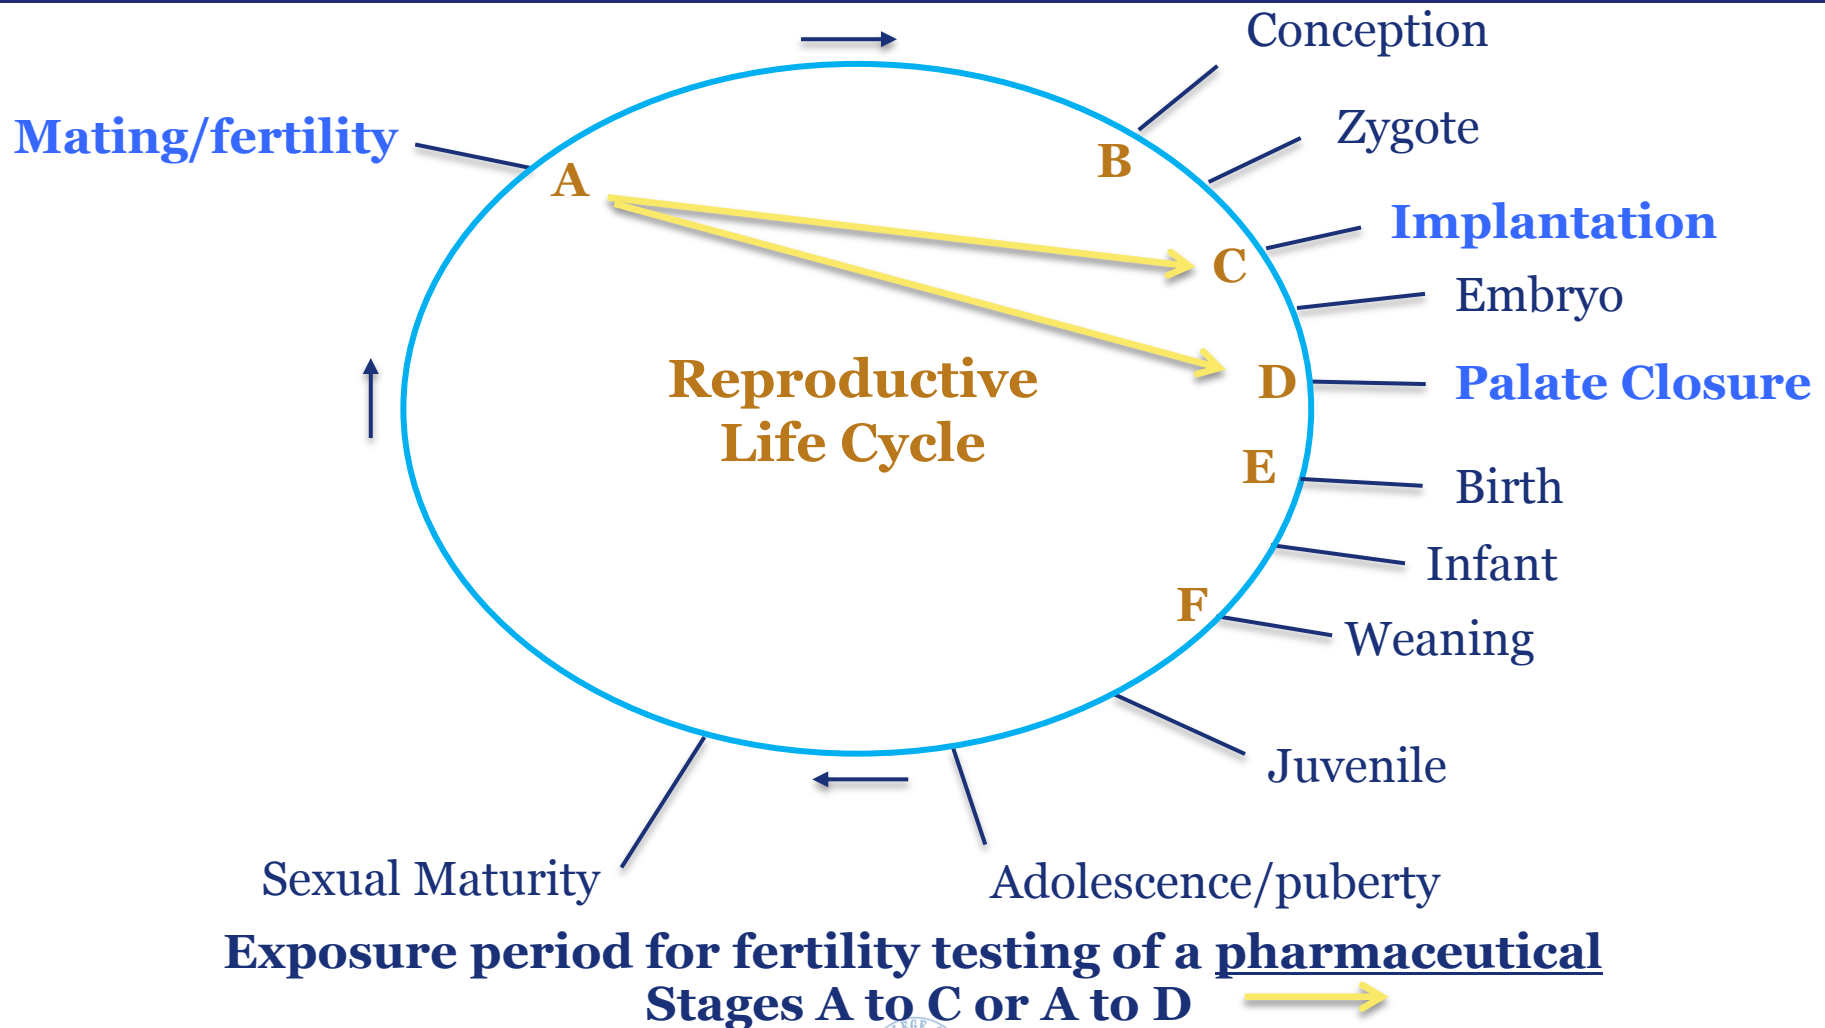 Conception
Mating/fertility
Zygote
A
B
Implantation
C
Embryo
Reproductive
Life Cycle
D
Palate Closure
E
Birth
Infant
F
Weaning
Juvenile
Sexual Maturity
Adolescence/puberty
Exposure period for fertility testing of a pharmaceutical
Stages A to C or A to D